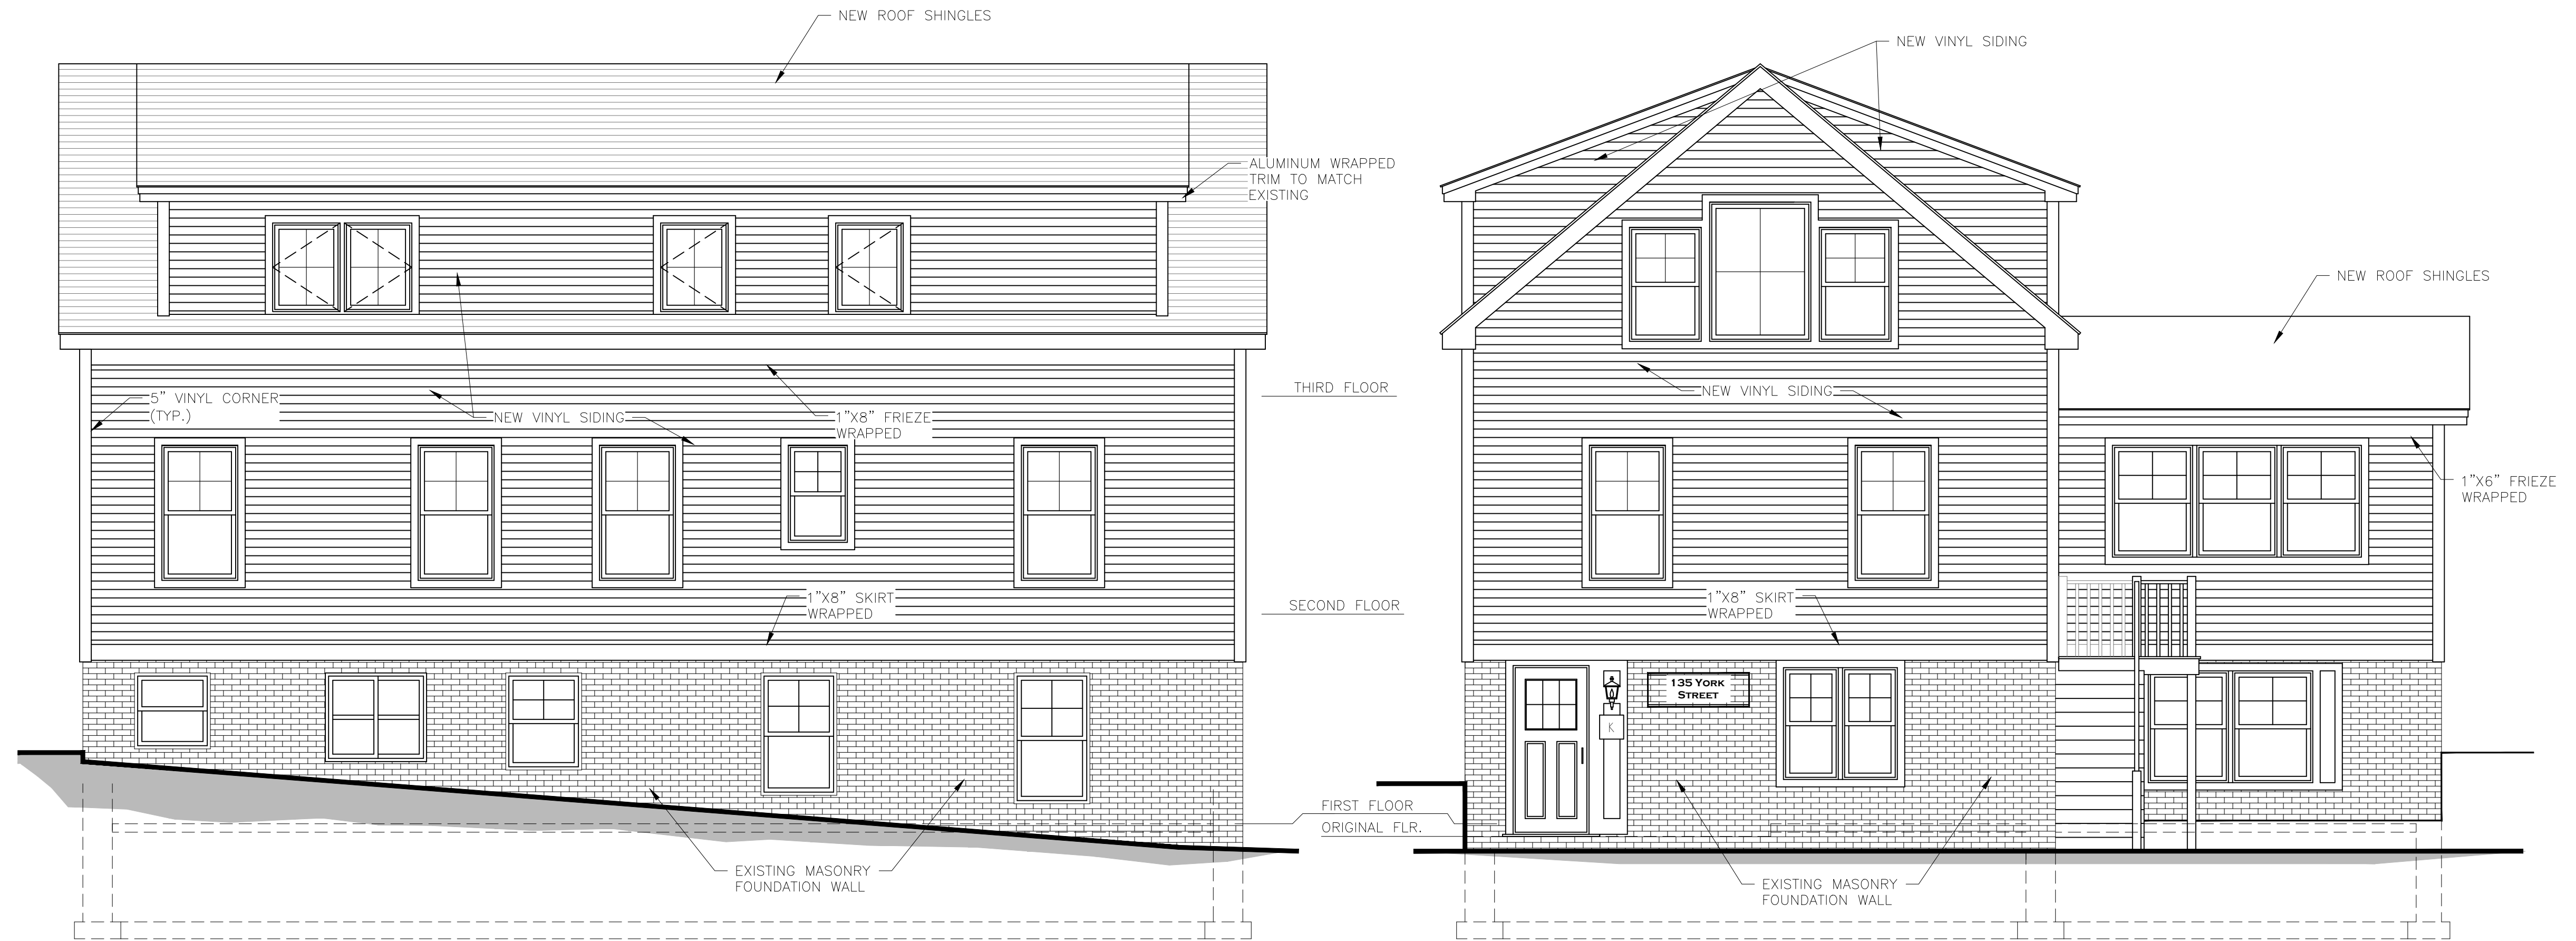 NEW ROOF SHINGLES
NEW VINYL SIDING
ALUMINUM WRAPPED
TRIM TO MATCH
EXISTING
NEW ROOF SHINGLES
THIRD FLOOR
5" VINYL CORNER
(TYP.)
NEW VINYL SIDING
1"X8" FRIEZE
WRAPPED
NEW VINYL SIDING
1"X6" FRIEZE
WRAPPED
1"X8" SKIRT
WRAPPED
SECOND FLOOR
1"X8" SKIRT
WRAPPED
135 YORK
STREET
K
FIRST FLOOR
ORIGINAL FLR.
EXISTING MASONRY
FOUNDATION WALL
EXISTING MASONRY
FOUNDATION WALL